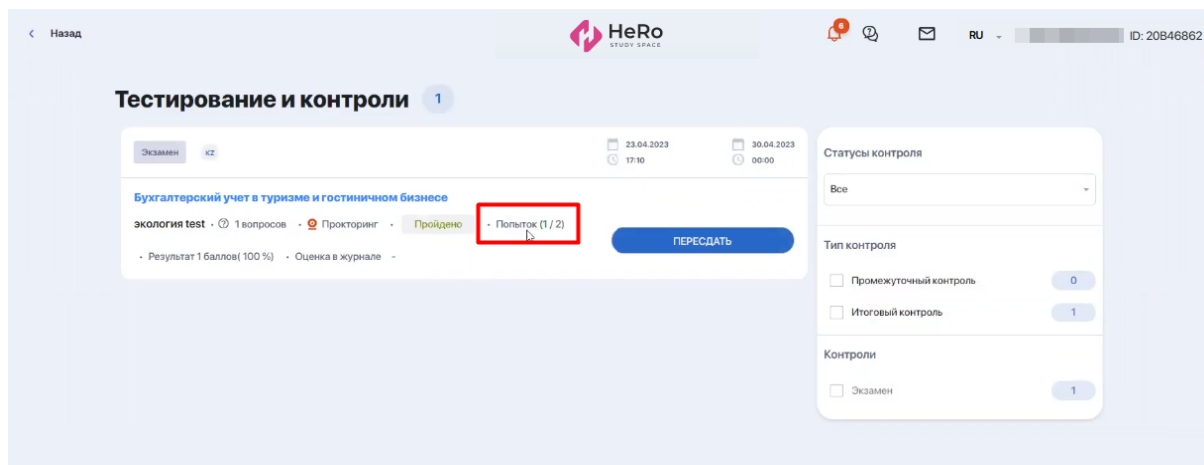 Назад
HeRo
STUDY SPACE
6
RU
ID: 20B46862
Тестирование и контроли 1
Экзамен KZ
23.04.2023 30.04.2023
17:10 00:00
Бухгалтерский учет в туризме и гостиничном бизнесе
экология test • 1 вопросов • Прокторинг • Пройдено • Попыток (1 / 2)
ПЕРЕСДАТЬ
• Результат 1 баллов( 100 %) • Оценка в журнале -
Статусы контроля
Все
Тип контроля
Промежуточный контроль 0
Итоговый контроль 1
Контроли
Экзамен 1